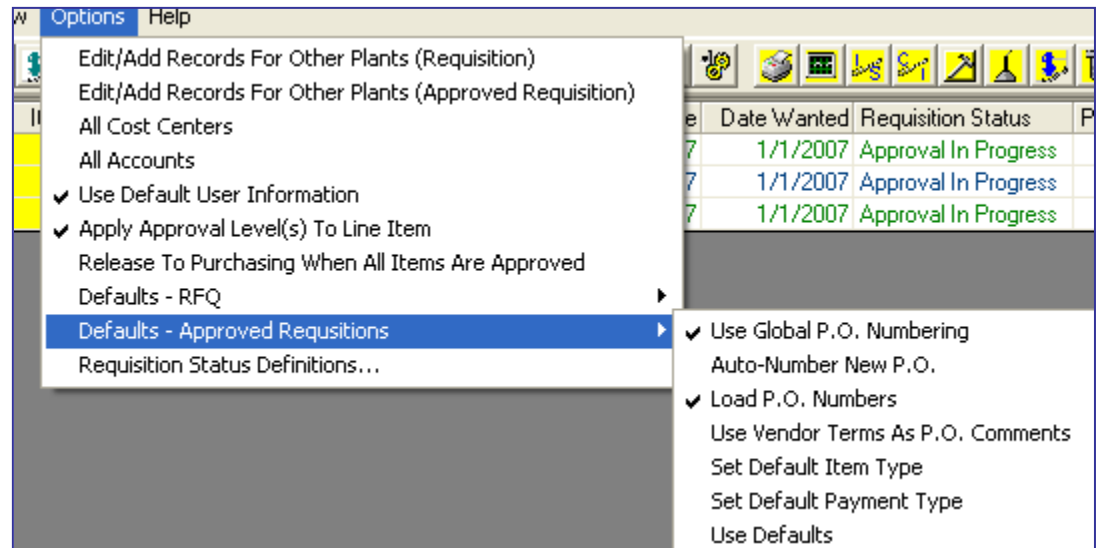 Options Help
Edit/Add Records For Other Plants (Requisition)
Edit/Add Records For Other Plants (Approved Requisition)
All Cost Centers
All Accounts
Use Default User Information
Apply Approval Level(s) To Line Item
Release To Purchasing When All Items Are Approved
Defaults - RFQ
Defaults - Approved Requsitions
Requisition Status Definitions...
Date Wanted Requisition Status
7 1/1/2007 Approval In Progress
7 1/1/2007 Approval In Progress
7 1/1/2007 Approval In Progress
Use Global P.O. Numbering
Auto-Number New P.O.
Load P.O. Numbers
Use Vendor Terms As P.O. Comments
Set Default Item Type
Set Default Payment Type
Use Defaults